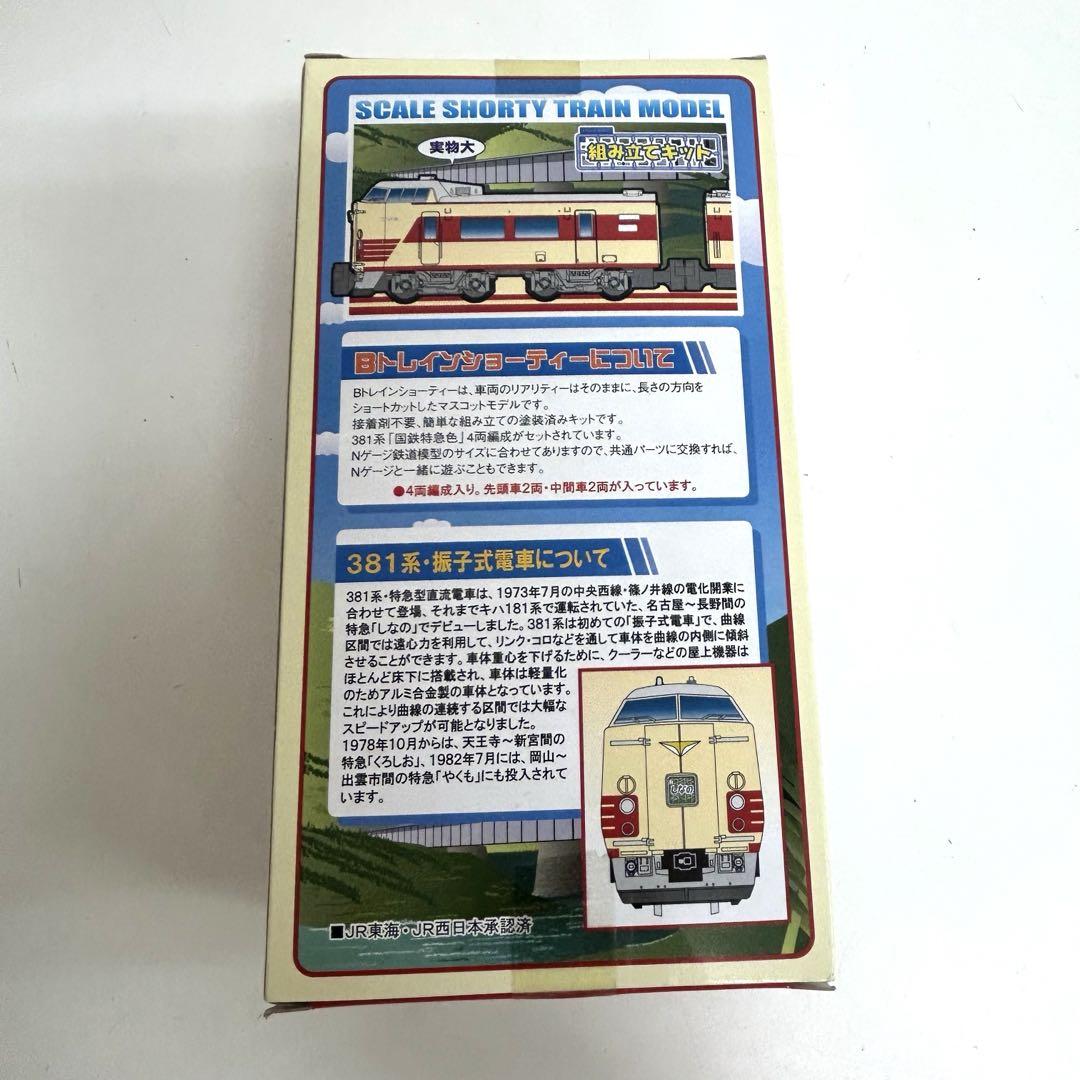 SCALE SHORTY TRAIN MODEL
実物大
組み立てキット
Bトレインショーティーについて
Bトレインショーティーは、車両のリアリティーはそのままに、長さの方向を
ショートカットしたマスコットモデルです。
接着剤不要、簡単な組み立ての塗装済みキットです。
381系「国鉄特急色」4両編成がセットされています。
Nゲージ鉄道模型のサイズに合わせてありますので、共通パーツに交換すれば、
Nゲージと一緒に遊ぶこともできます。
●4両編成入り。先頭車2両・中間車2両が入っています。
381系・振子式電車について
381系・特急型直流電車は、1973年7月の中央西線・篠ノ井線の電化開業に
合わせて登場、それまでキハ181系で運転されていた、名古屋～長野間の
特急「しなの」でデビューしました。381系は初めての「振子式電車」で、曲線
区間では遠心力を利用して、リンク・コロなどを通して車体を曲線の内側に傾斜
させることができます。車体重心を下げるために、クーラーなどの屋上機器は
ほとんど床下に搭載され、車体は軽量化
のためアルミ合金製の車体となっています。
これにより曲線の連続する区間では大幅な
スピードアップが可能となりました。
1978年10月からは、天王寺～新宮間の
特急「くろしお」、1982年7月には、岡山～
出雲市間の特急「やくも」にも投入されて
います。
しなの
■JR東海・JR西日本承認済